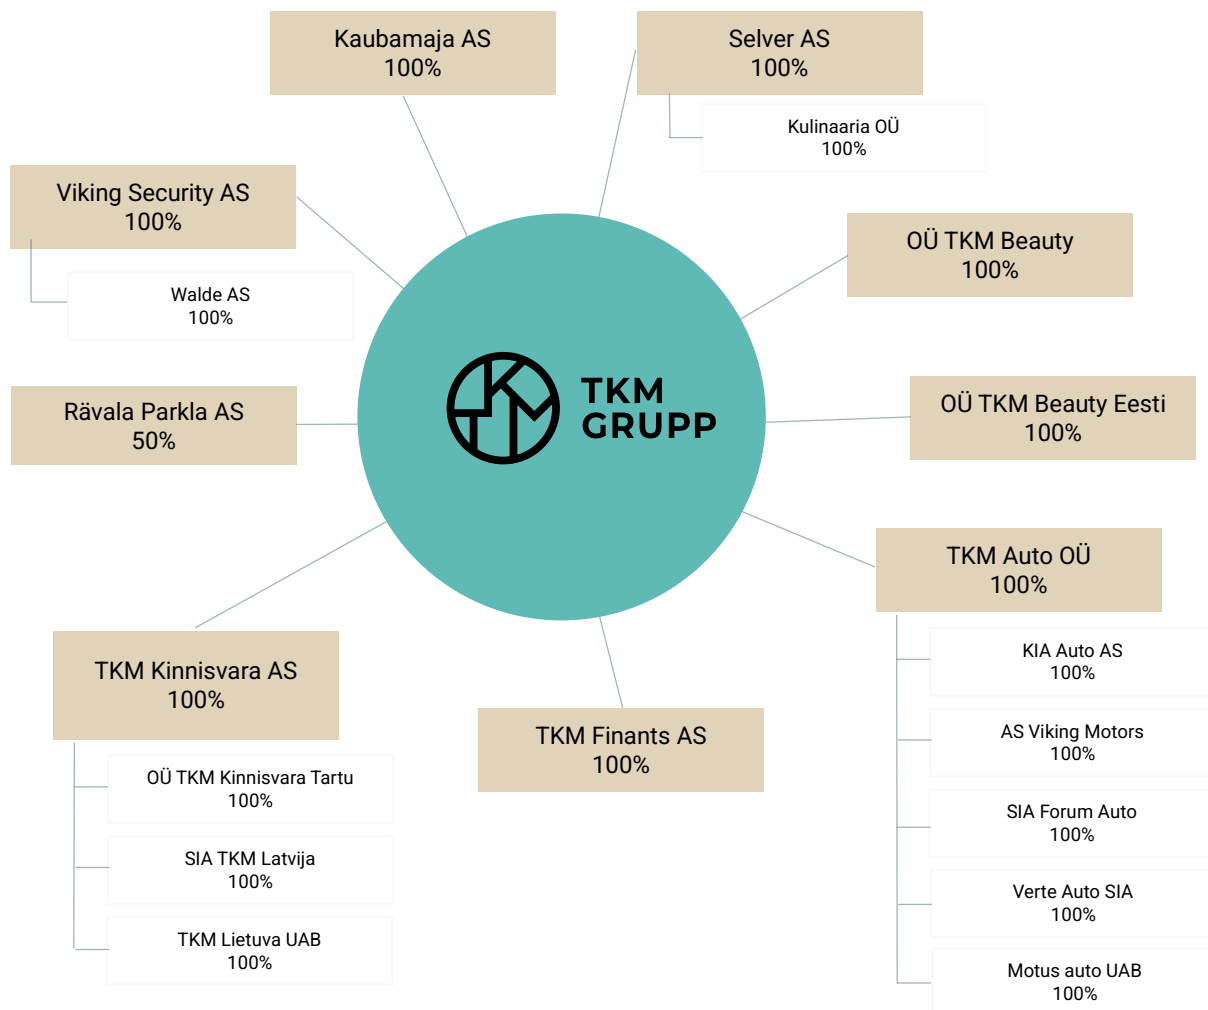 Kaubamaja AS
100%
Selver AS
100%
Kulinaaria OÜ
100%
Viking Security AS
100%
Walde AS
100%
OÜ TKM Beauty
100%
TKM
GRUPP
Rävala Parkla AS
50%
OÜ TKM Beauty Eesti
100%
TKM Auto OÜ
100%
KIA Auto AS
100%
AS Viking Motors
100%
SIA Forum Auto
100%
Verte Auto SIA
100%
Motus auto UAB
100%
TKM Kinnisvara AS
100%
OÜ TKM Kinnisvara Tartu
100%
SIA TKM Latvija
100%
TKM Lietuva UAB
100%
TKM Finants AS
100%